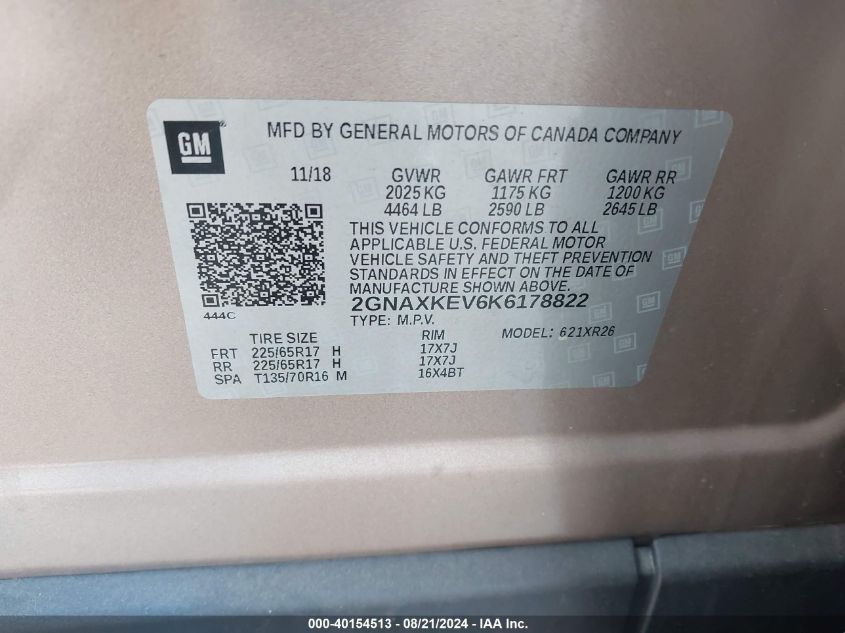 GM
MFD BY GENERAL MOTORS OF CANADA COMPANY
11/18 GVWR GAWR FRT GAWR RR
2025 KG 1175 KG 1200 KG
4464 LB 2590 LB 2645 LB
THIS VEHICLE CONFORMS TO ALL
APPLICABLE U.S. FEDERAL MOTOR
VEHICLE SAFETY AND THEFT PREVENTION
STANDARDS IN EFFECT ON THE DATE OF
MANUFACTURE SHOWN ABOVE.
2GNAXKEV6K6178822
444C
TYPE: M.P.V. MODEL: 621XR26
TIRE SIZE RIM
FRT 225/65R17 H 17X7J
RR 225/65R17 H 17X7J
SPA T135/70R16 M 16X4BT
000-40154513 - 08/21/2024 - IAA Inc.